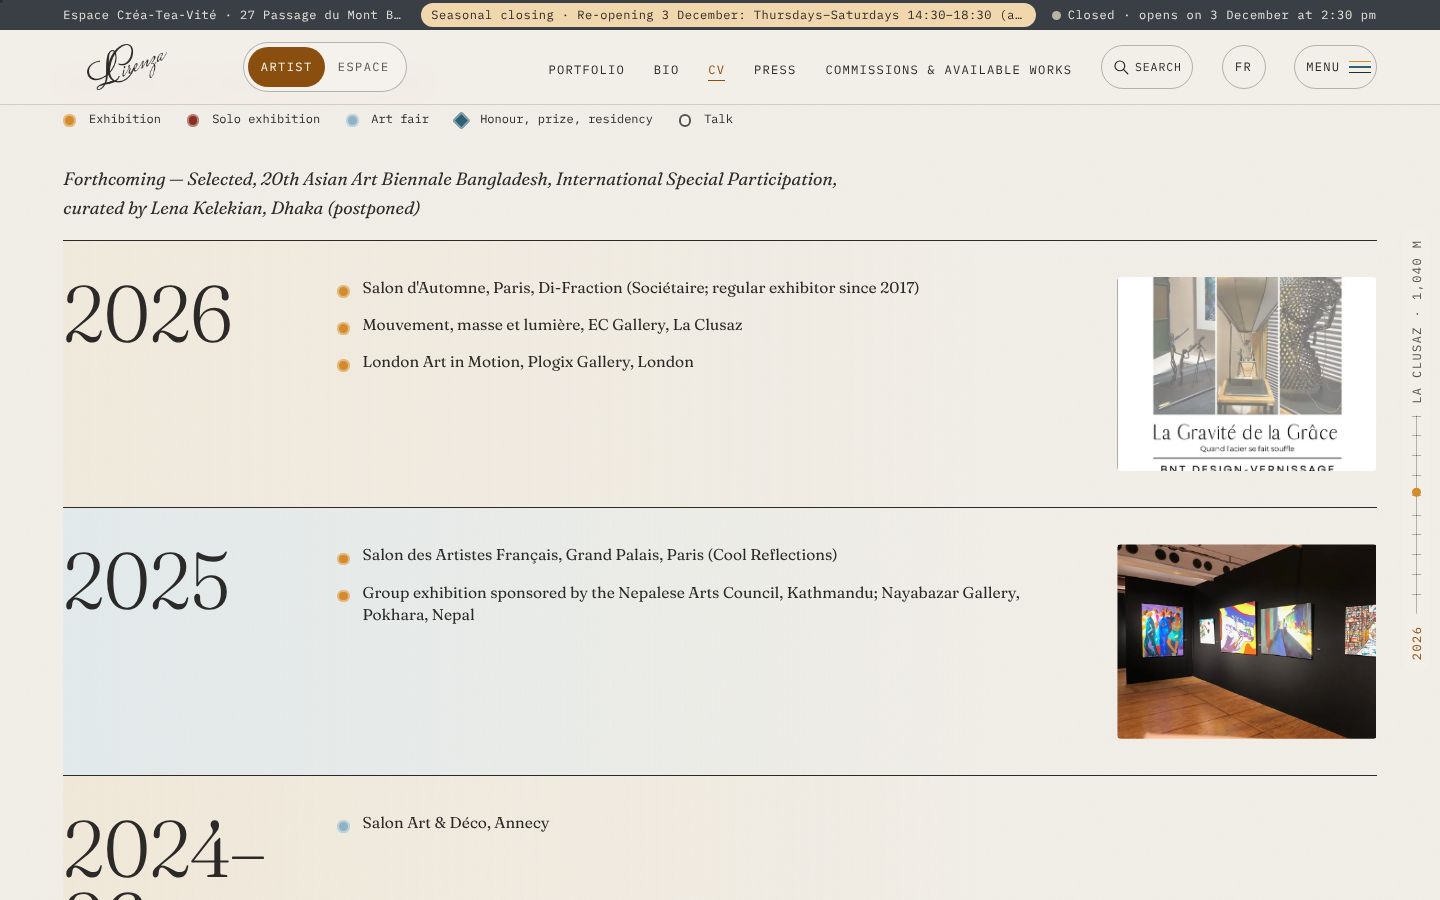 Espace Créa-Tea-Vité · 27 Passage du Mont B…
Seasonal closing · Re-opening 3 December: Thursdays–Saturdays 14:30–18:30 (a…
Closed · opens on 3 December at 2:30 pm
Lirenza
ARTIST
ESPACE
PORTFOLIO
BIO
CV
PRESS
COMMISSIONS & AVAILABLE WORKS
SEARCH
FR
MENU
Exhibition
Solo exhibition
Art fair
Honour, prize, residency
Talk
Forthcoming — Selected, 20th Asian Art Biennale Bangladesh, International Special Participation,
curated by Lena Kelekian, Dhaka (postponed)
2026
Salon d'Automne, Paris, Di-Fraction (Sociétaire; regular exhibitor since 2017)
Mouvement, masse et lumière, EC Gallery, La Clusaz
London Art in Motion, Plogix Gallery, London
La Gravité de la Grâce
Quand l'acier se fait souffle
BNT DESIGN-VERNISSAGE
2025
Salon des Artistes Français, Grand Palais, Paris (Cool Reflections)
Group exhibition sponsored by the Nepalese Arts Council, Kathmandu; Nayabazar Gallery,
Pokhara, Nepal
2024–
Salon Art & Déco, Annecy
LA CLUSAZ · 1,040 M
2026